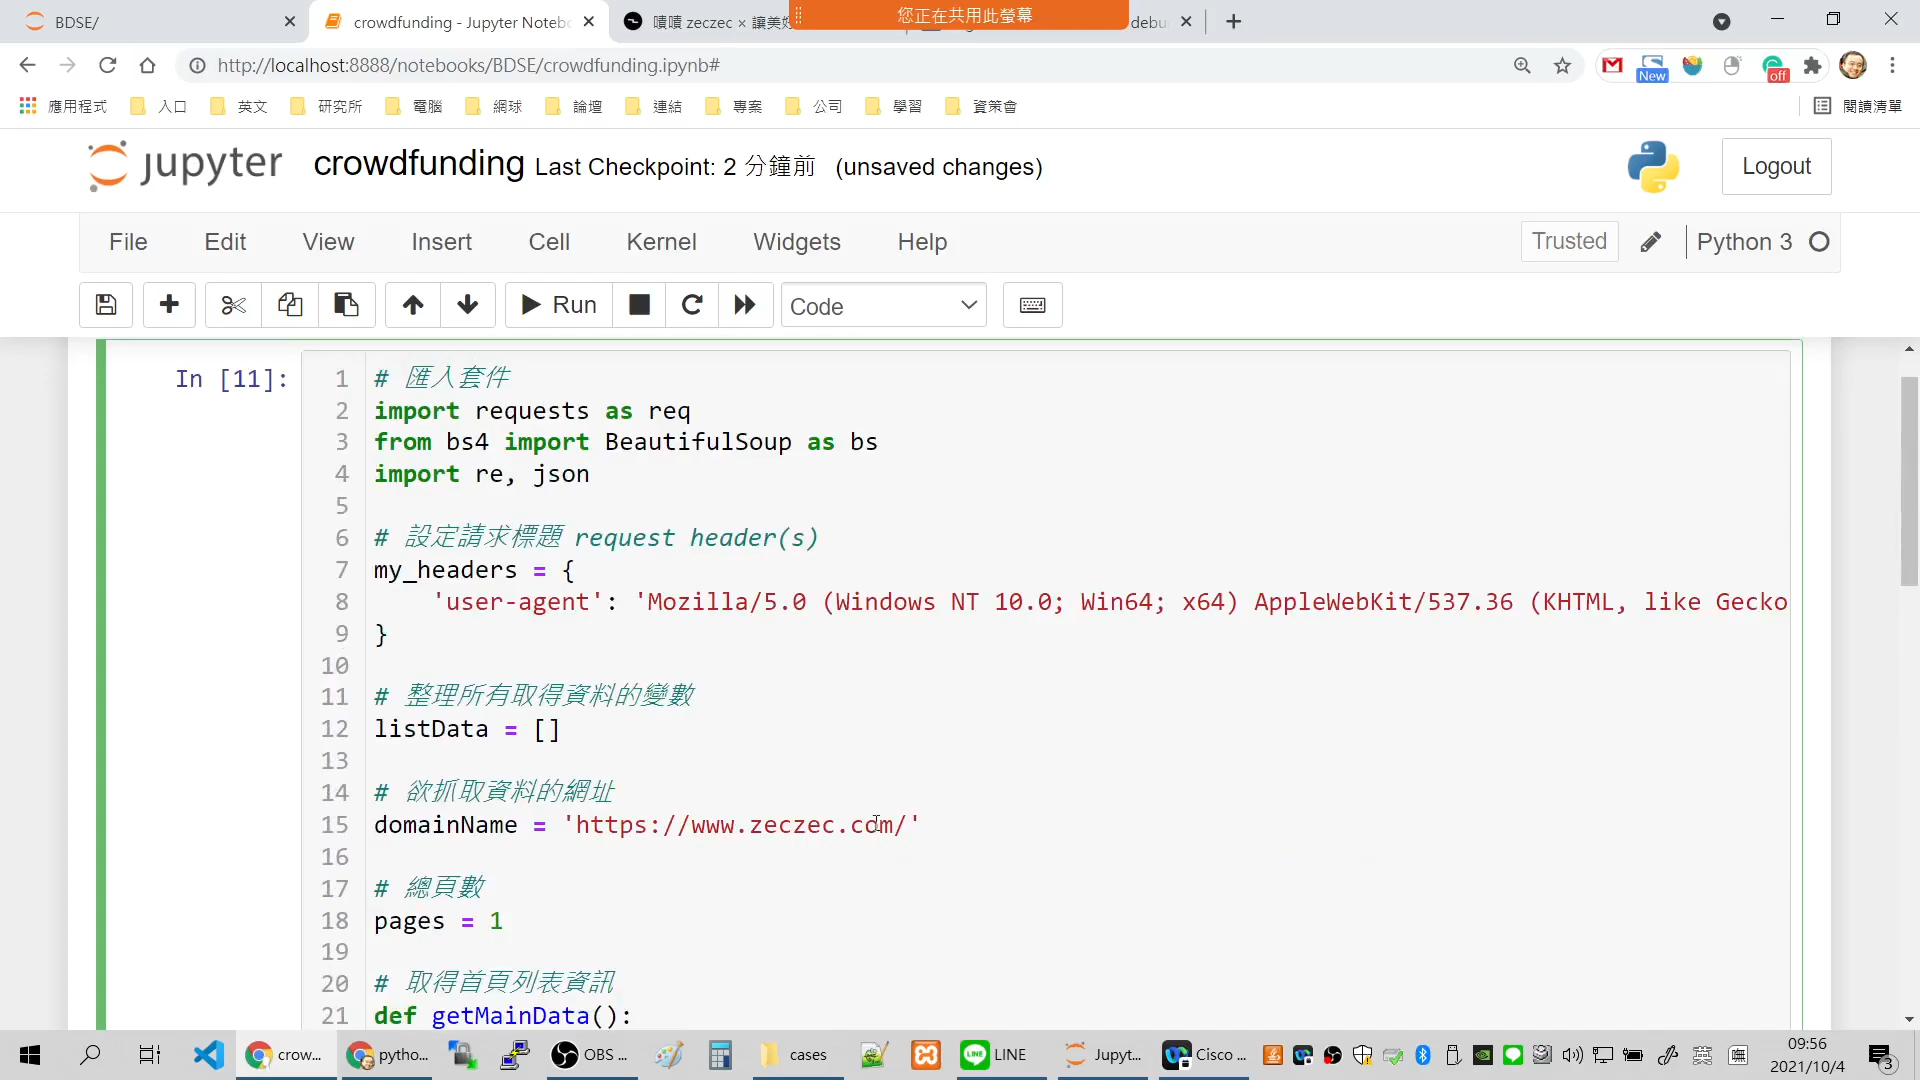 BDSE/
crowdfunding - Jupyter Noteb
嘖嘖 zeczec × 讓美好
您正在共用此螢幕
debu
http://localhost:8888/notebooks/BDSE/crowdfunding.ipynb#
New
off
應用程式
入口
英文
研究所
電腦
網球
論壇
連結
專案
公司
學習
資策會
閱讀清單
jupyter
crowdfunding Last Checkpoint: 2 分鐘前 (unsaved changes)
Logout
File Edit View Insert Cell Kernel Widgets Help
Trusted
Python 3
Run
Code
In [11]:
1 # 匯入套件
2 import requests as req
3 from bs4 import BeautifulSoup as bs
4 import re, json
5
6 # 設定請求標題 request header(s)
7 my_headers = {
8 'user-agent': 'Mozilla/5.0 (Windows NT 10.0; Win64; x64) AppleWebKit/537.36 (KHTML, like Gecko
9 }
10
11 # 整理所有取得資料的變數
12 listData = []
13
14 # 欲抓取資料的網址
15 domainName = 'https://www.zeczec.com/'
16
17 # 總頁數
18 pages = 1
19
20 # 取得首頁列表資訊
21 def getMainData():
crow...
pytho...
OBS ...
cases
LINE
Jupyt...
Cisco ...
英
09:56
2021/10/4
3